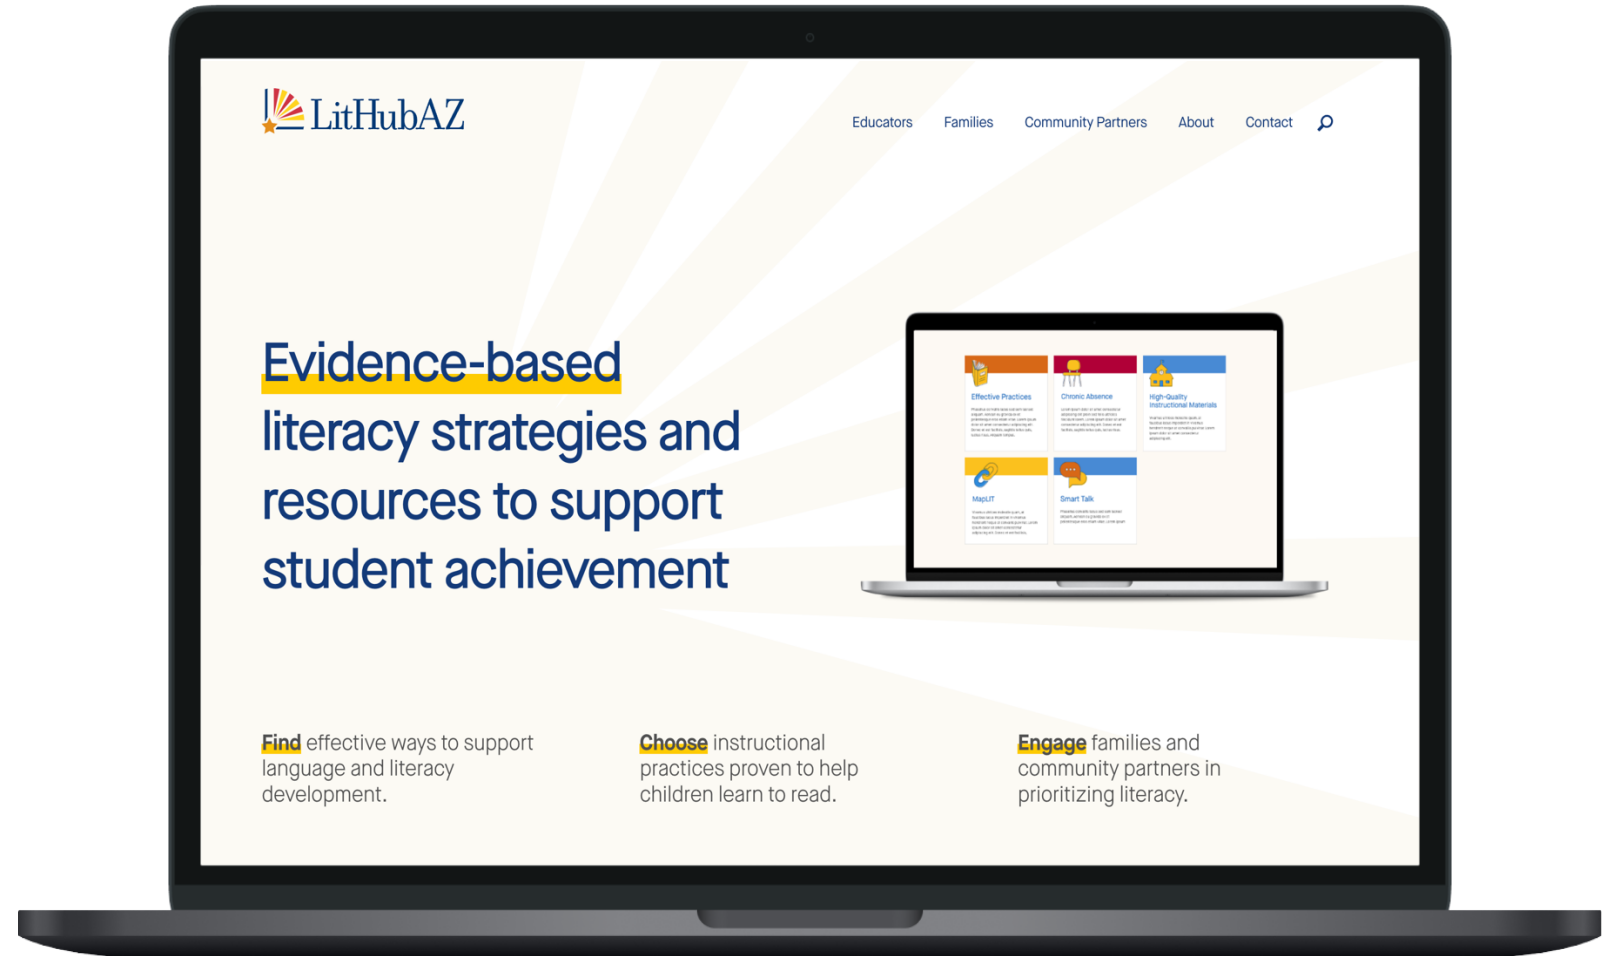 LitHubAZ
Educators
Families
Community Partners
About
Contact
Evidence-based
literacy strategies and
resources to support
student achievement
Effective Practices
Chronic Absence
High-Quality
Instructional Materials
MapLIT
Smart Talk
Find effective ways to support
language and literacy
development.
Choose instructional
practices proven to help
children learn to read.
Engage families and
community partners in
prioritizing literacy.